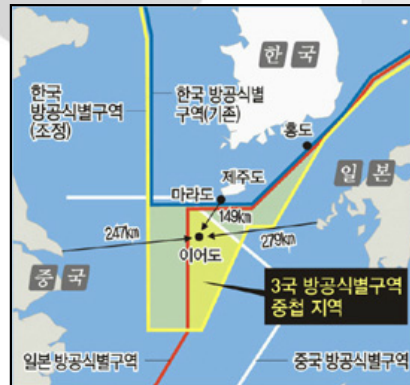 한국
한국
방공식별구역
(조정)
한국 방공식별
구역(기존)
홍도
일본
제주도
마라도
149km
247km
279km
이어도
중국
3국 방공식별구역
중첩 지역
일본 방공식별구역
중국 방공식별구역